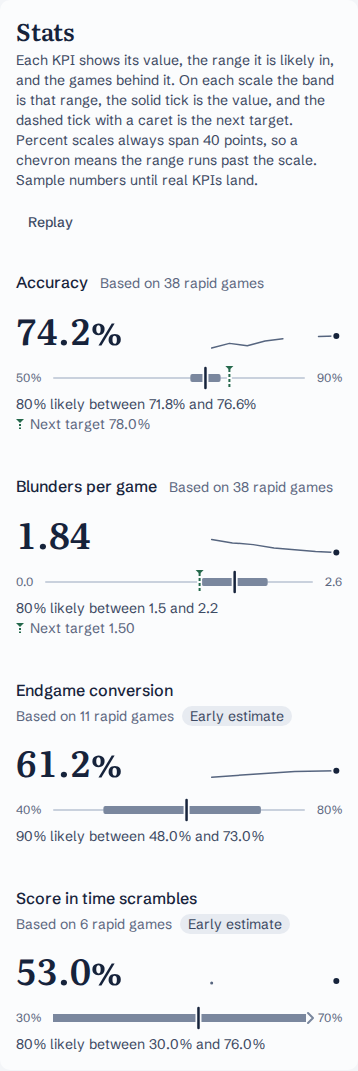 Stats
Each KPI shows its value, the range it is likely in,
and the games behind it. On each scale the band
is that range, the solid tick is the value, and the
dashed tick with a caret is the next target.
Percent scales always span 40 points, so a
chevron means the range runs past the scale.
Sample numbers until real KPIs land.
Replay
Accuracy Based on 38 rapid games
74.2%
50% 90%
80% likely between 71.8% and 76.6%
Next target 78.0%
Blunders per game Based on 38 rapid games
1.84
0.0 2.6
80% likely between 1.5 and 2.2
Next target 1.50
Endgame conversion
Based on 11 rapid games Early estimate
61.2%
40% 80%
90% likely between 48.0% and 73.0%
Score in time scrambles
Based on 6 rapid games Early estimate
53.0%
30% 70%
80% likely between 30.0% and 76.0%